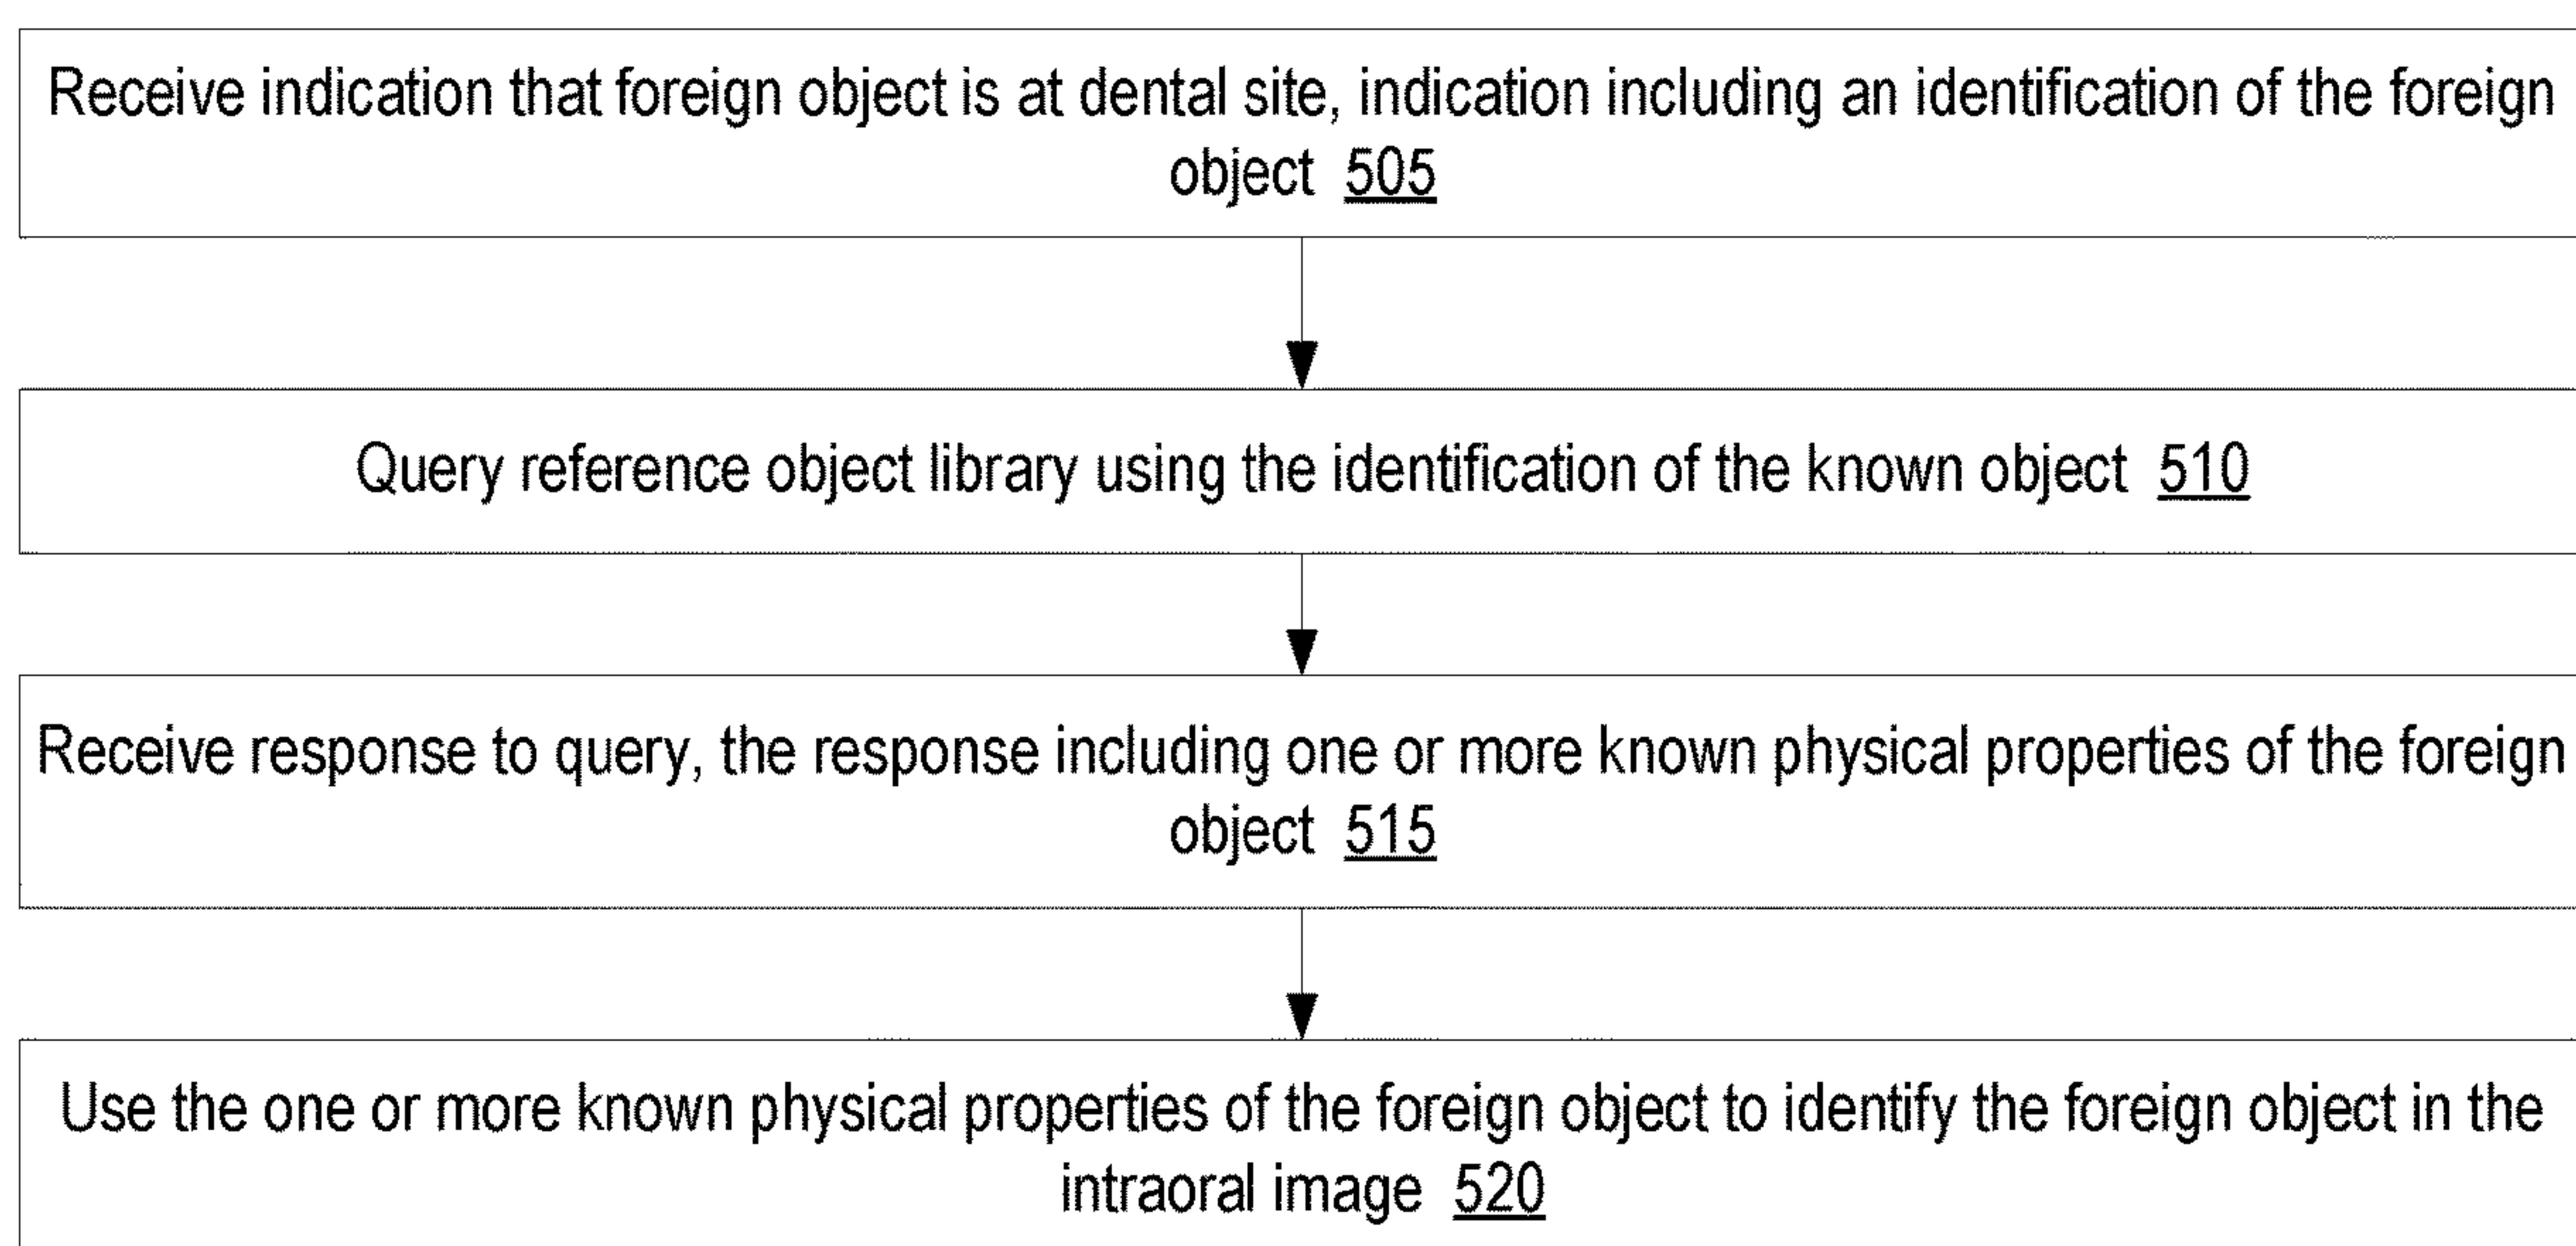 Receive indication that foreign object is at dental site, indication including an identification of the foreign
object 505
Query reference object library using the identification of the known object 510
Receive response to query, the response including one or more known physical properties of the foreign
object 515
Use the one or more known physical properties of the foreign object to identify the foreign object in the
intraoral image 520